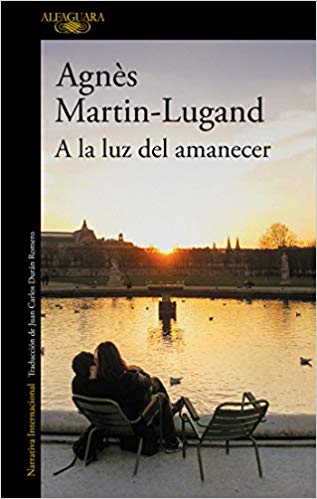 ALFAGUARA
Agnès
Martin-Lugand
A la luz del amanecer
Narrativa Internacional
Traducción de Juan Carlos Durán Romero